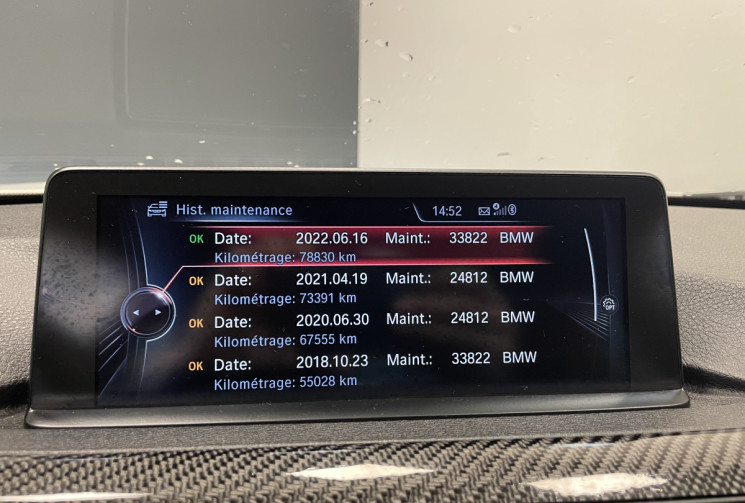 Hist. maintenance 14:52
OK Date: 2022.06.16 Maint.: 33822 BMW
Kilométrage: 78830 km
OK Date: 2021.04.19 Maint.: 24812 BMW
Kilométrage: 73391 km
OK Date: 2020.06.30 Maint.: 24812 BMW
Kilométrage: 67555 km
OK Date: 2018.10.23 Maint.: 33822 BMW
Kilométrage: 55028 km
OPT